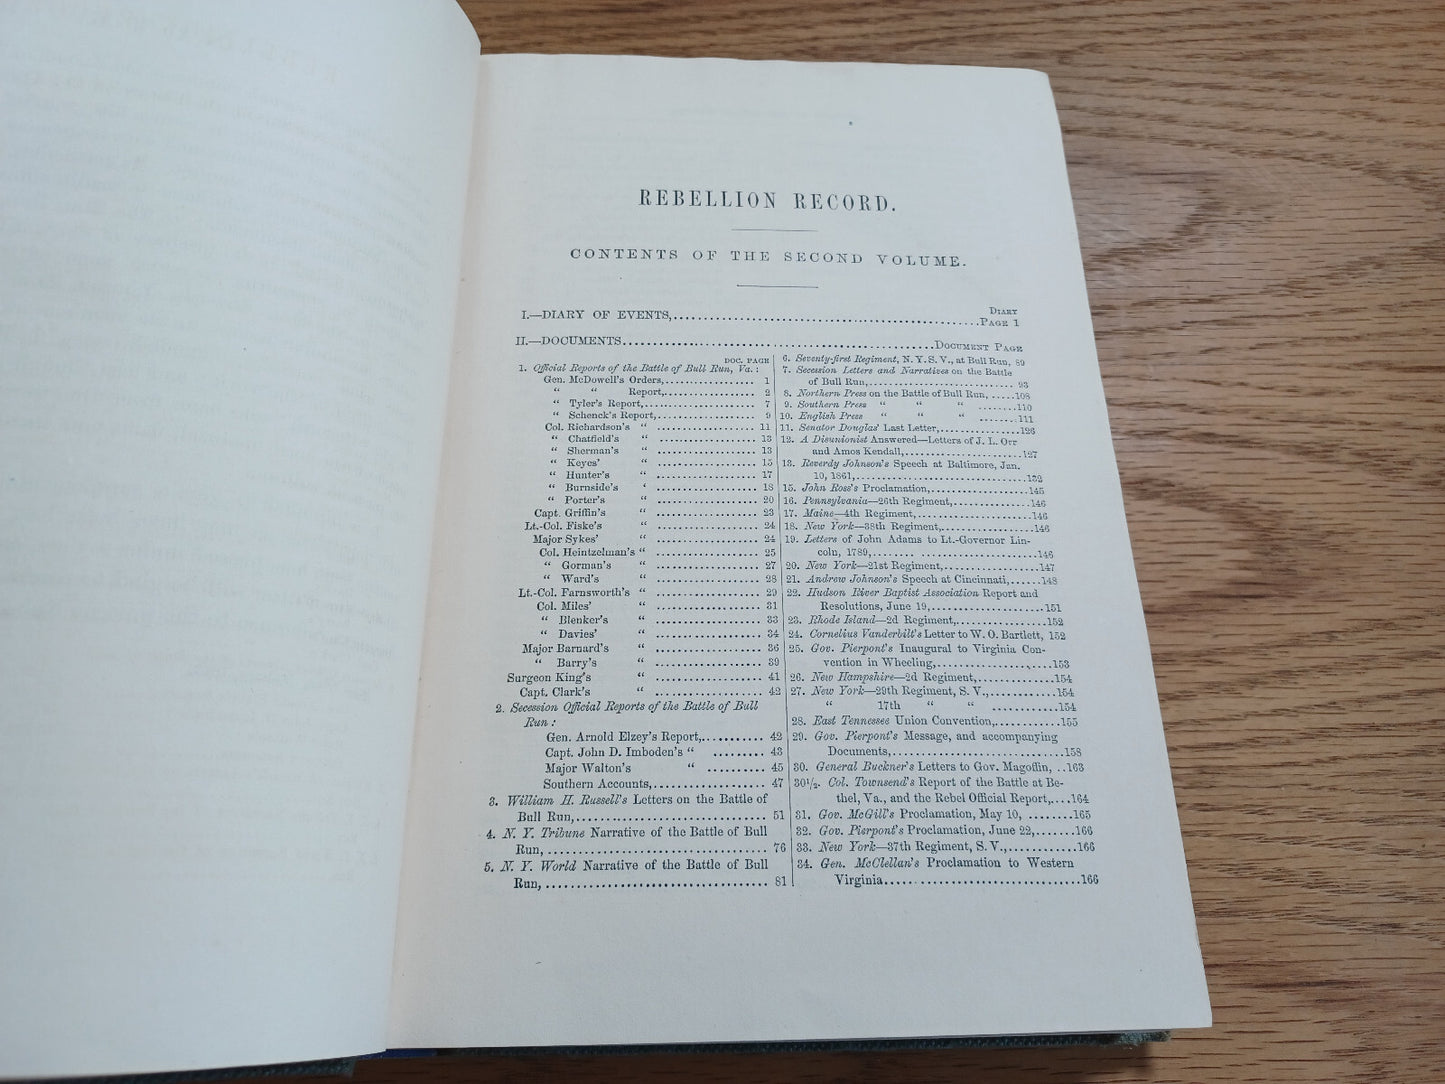 REBELLION RECORD.
CONTENTS OF THE SECOND VOLUME.
DIARY
I.—DIARY OF EVENTS,........................................PAGE 1
II.—DOCUMENTS........................................DOCUMENT PAGE
DOC. PAGE
1. Official Reports of the Battle of Bull Run, Va.:
Gen. McDowell's Orders,.................. 1
“ “ Report,.................. 2
“ Tyler's Report,.................. 7
“ Schenck's Report,.................. 9
Col. Richardson's “ .................. 11
“ Chatfield's “ .................. 13
“ Sherman's “ .................. 13
“ Keyes' “ .................. 15
“ Hunter's “ .................. 17
“ Burnside's ‘ .................. 18
“ Porter's “ .................. 20
Capt. Griffin's “ .................. 23
Lt.-Col. Fiske's “ .................. 24
Major Sykes' “ .................. 24
Col. Heintzelman's “ .................. 25
“ Gorman's “ .................. 27
“ Ward's “ .................. 28
Lt.-Col. Farnsworth's “ .................. 29
Col. Miles' “ .................. 31
“ Blenker's “ .................. 33
“ Davies' “ .................. 34
Major Barnard's “ .................. 36
“ Barry's “ .................. 39
Surgeon King's “ .................. 41
Capt. Clark's “ .................. 42
2. Secession Official Reports of the Battle of Bull
Run:
Gen. Arnold Elzey's Report,.......... 42
Capt. John D. Imboden's “ ......... 43
Major Walton's “ .......... 45
Southern Accounts,.................. 47
3. William H. Russell's Letters on the Battle of
Bull Run,.............................. 51
4. N. Y. Tribune Narrative of the Battle of Bull
Run,.................................. 76
5. N. Y. World Narrative of the Battle of Bull
Run,.................................. 81
6. Seventy-first Regiment, N. Y. S. V., at Bull Run, 89
7. Secession Letters and Narratives on the Battle
of Bull Run,.............................. 93
8. Northern Press on the Battle of Bull Run, .....108
9. Southern Press “ “ “ ........110
10. English Press “ “ “ ........111
11. Senator Douglas' Last Letter,................126
12. A Disunionist Answered—Letters of J. L. Orr
and Amos Kendall,......................127
13. Reverdy Johnson's Speech at Baltimore, Jan.
10, 1861,................................132
15. John Ross's Proclamation,..................145
16. Pennsylvania—26th Regiment,................146
17. Maine—4th Regiment,......................146
18. New York—38th Regiment,..................146
19. Letters of John Adams to Lt.-Governor Lin-
coln, 1789,..............................146
20. New York—21st Regiment,..................147
21. Andrew Johnson's Speech at Cincinnati,......148
22. Hudson River Baptist Association Report and
Resolutions, June 19,....................151
23. Rhode Island—2d Regiment,................152
24. Cornelius Vanderbilt's Letter to W. O. Bartlett, 152
25. Gov. Pierpont's Inaugural to Virginia Con-
vention in Wheeling,....................153
26. New Hampshire—2d Regiment,..............154
27. New York—29th Regiment, S. V.,............154
“ 17th “ “ ............154
28. East Tennessee Union Convention,............155
29. Gov. Pierpont's Message, and accompanying
Documents,............................158
30. General Buckner's Letters to Gov. Magoffin, ..163
30½. Col. Townsend's Report of the Battle at Be-
thel, Va., and the Rebel Official Report,....164
31. Gov. McGill's Proclamation, May 10, ........165
32. Gov. Pierpont's Proclamation, June 22,......166
33. New York—37th Regiment, S. V.,............166
34. Gen. McClellan's Proclamation to Western
Virginia................................166